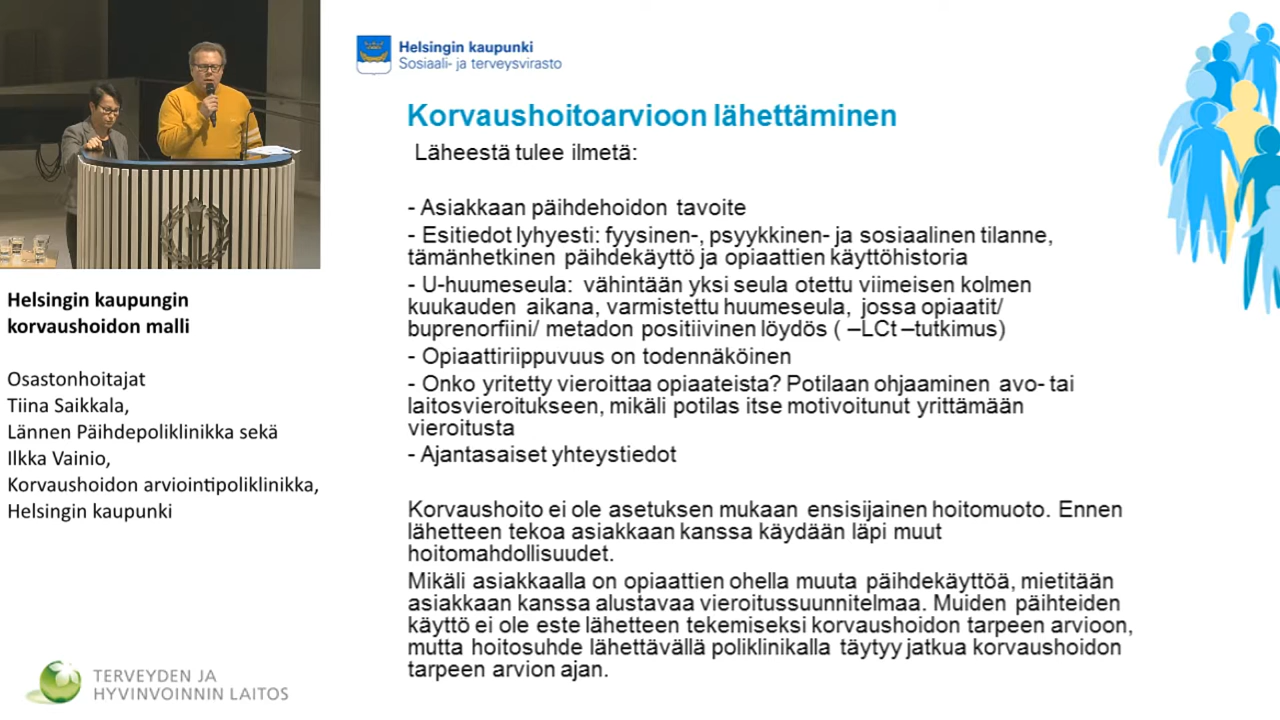 Helsingin kaupunki
Sosiaali- ja terveysvirasto
Korvaushoitoarvioon lähettäminen
Läheestä tulee ilmetä:
- Asiakkaan päihdehoidon tavoite
- Esitiedot lyhyesti: fyysinen-, psyykkinen- ja sosiaalinen tilanne,
tämänhetkinen päihdekäyttö ja opiaattien käyttöhistoria
- U-huumeseula: vähintään yksi seula otettu viimeisen kolmen
kuukauden aikana, varmistettu huumeseula, jossa opiaatit/
buprenorfiini/ metadon positiivinen löydös ( –LCt –tutkimus)
- Opiaattiriippuvuus on todennäköinen
- Onko yritetty vieroittaa opiaateista? Potilaan ohjaaminen avo- tai
laitosvieroitukseen, mikäli potilas itse motivoitunut yrittämään
vieroitusta
- Ajantasaiset yhteystiedot
Korvaushoito ei ole asetuksen mukaan ensisijainen hoitomuoto. Ennen
lähetteen tekoa asiakkaan kanssa käydään läpi muut
hoitomahdollisuudet.
Mikäli asiakkaalla on opiaattien ohella muuta päihdekäyttöä, mietitään
asiakkaan kanssa alustavaa vieroitussuunnitelmaa. Muiden päihteiden
käyttö ei ole este lähetteen tekemiseksi korvaushoidon tarpeen arvioon,
mutta hoitosuhde lähettävällä poliklinikalla täytyy jatkua korvaushoidon
tarpeen arvion ajan.
Helsingin kaupungin
korvaushoidon malli
Osastonhoitajat
Tiina Saikkala,
Lännen Päihdepoliklinikka sekä
Ilkka Vainio,
Korvaushoidon arviointipoliklinikka,
Helsingin kaupunki
TERVEYDEN JA
HYVINVOINNIN LAITOS